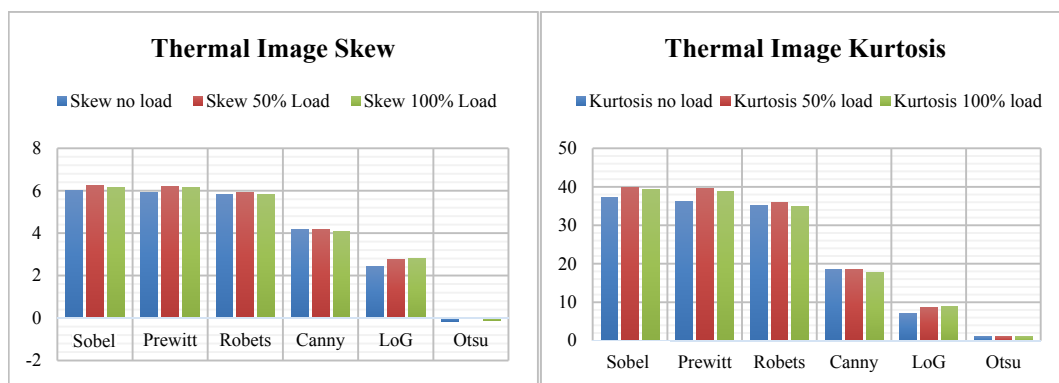 Thermal Image Skew
Skew no load Skew 50% Load Skew 100% Load
8
6
4
2
0
-2
Sobel Prewitt Robets Canny LoG Otsu
Thermal Image Kurtosis
Kurtosis no load Kurtosis 50% load Kurtosis 100% load
50
40
30
20
10
0
Sobel Prewitt Robets Canny LoG Otsu